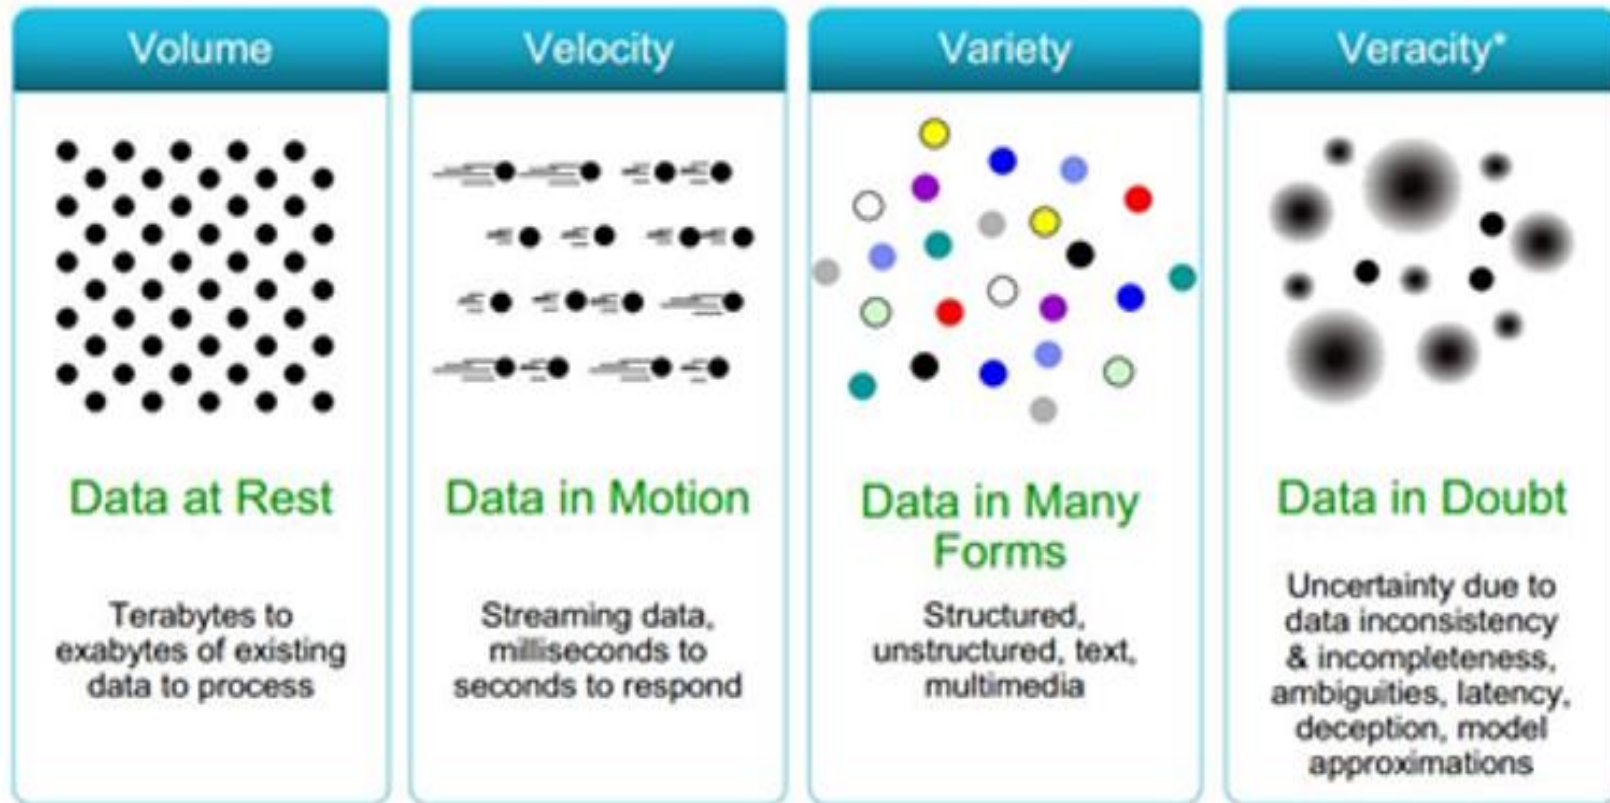 Volume
Data at Rest
Terabytes to
exabytes of existing
data to process
Velocity
Data in Motion
Streaming data,
milliseconds to
seconds to respond
Variety
Data in Many
Forms
Structured,
unstructured, text,
multimedia
Veracity*
Data in Doubt
Uncertainty due to
data inconsistency
& incompleteness,
ambiguities, latency,
deception, model
approximations